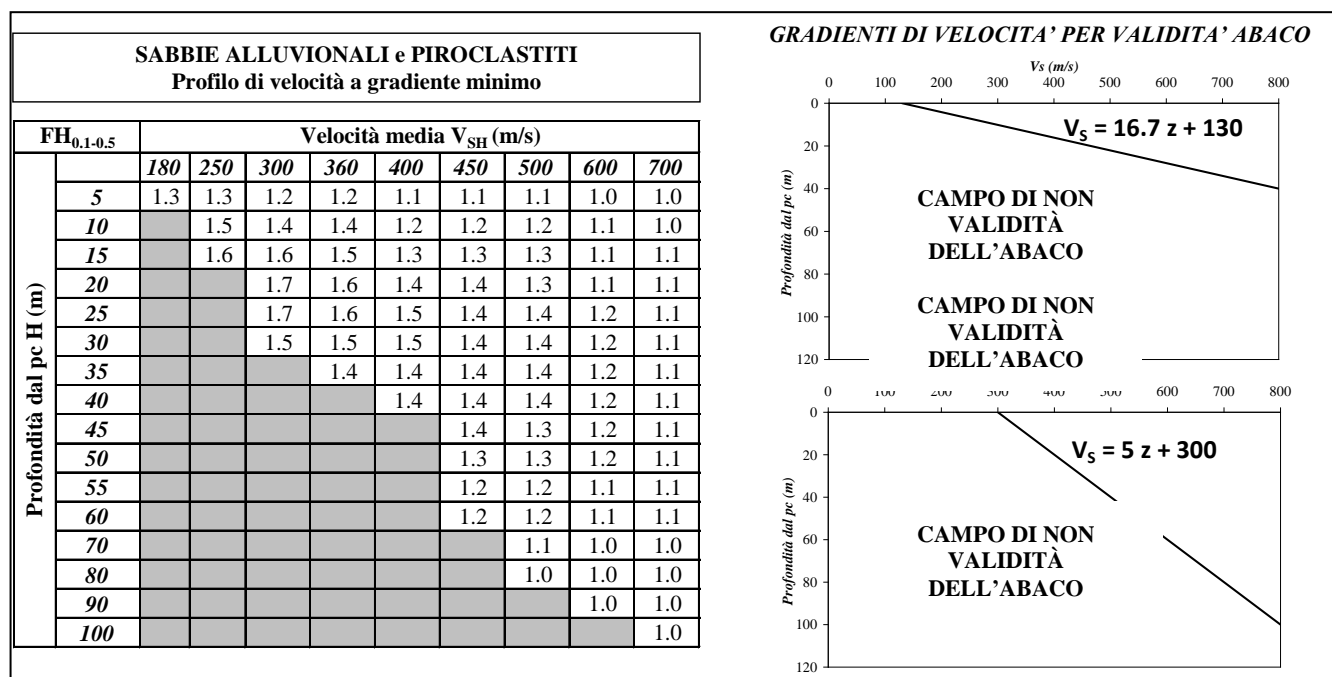 SABBIE ALLUVIONALI e PIROCLASTITI
Profilo di velocità a gradiente minimo
FH0.1-0.5 Velocità media VSH (m/s)
180 250 300 360 400 450 500 600 700
Profondità dal pc H (m)
5 1.3 1.3 1.2 1.2 1.1 1.1 1.1 1.0 1.0
10 1.5 1.4 1.4 1.2 1.2 1.2 1.1 1.0
15 1.6 1.6 1.5 1.3 1.3 1.3 1.1 1.1
20 1.7 1.6 1.4 1.4 1.3 1.1 1.1
25 1.7 1.6 1.5 1.4 1.4 1.2 1.1
30 1.5 1.5 1.5 1.4 1.4 1.2 1.1
35 1.4 1.4 1.4 1.4 1.2 1.1
40 1.4 1.4 1.4 1.2 1.1
45 1.4 1.3 1.2 1.1
50 1.3 1.3 1.2 1.1
55 1.2 1.2 1.1 1.1
60 1.2 1.2 1.1 1.1
70 1.1 1.0 1.0
80 1.0 1.0 1.0
90 1.0 1.0
100 1.0
GRADIENTI DI VELOCITA' PER VALIDITA' ABACO
Vs (m/s)
0 100 200 300 400 500 600 700 800
Profondità dal pc (m)
0
20
40
60
80
100
120
VS = 16.7 z + 130
CAMPO DI NON
VALIDITÀ
DELL'ABACO
CAMPO DI NON
VALIDITÀ
DELL'ABACO
0 100 200 300 400 500 600 700 800
Profondità dal pc (m)
0
20
40
60
80
100
120
VS = 5 z + 300
CAMPO DI NON
VALIDITÀ
DELL'ABACO